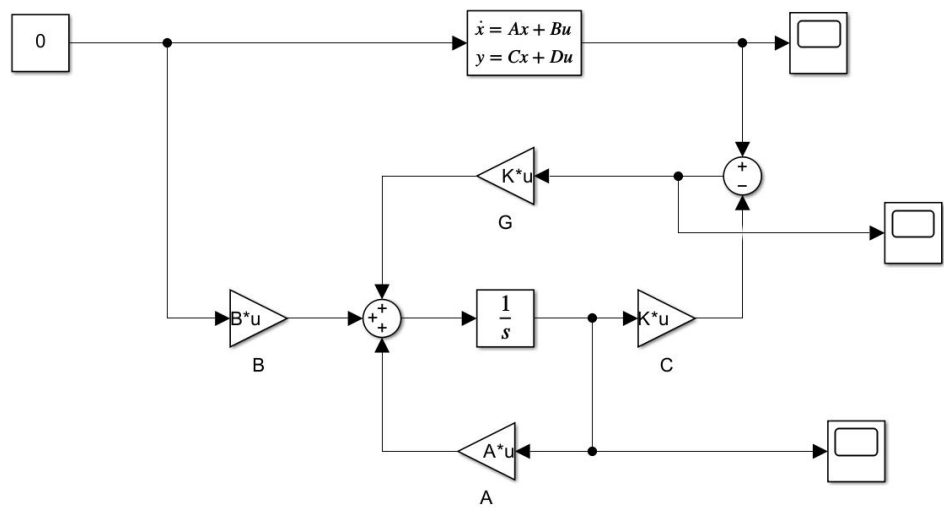 0
ẋ = Ax + Bu
y = Cx + Du
+
−
K*u
G
1
s
B*u
+
+
+
K*u
B
C
A*u
A